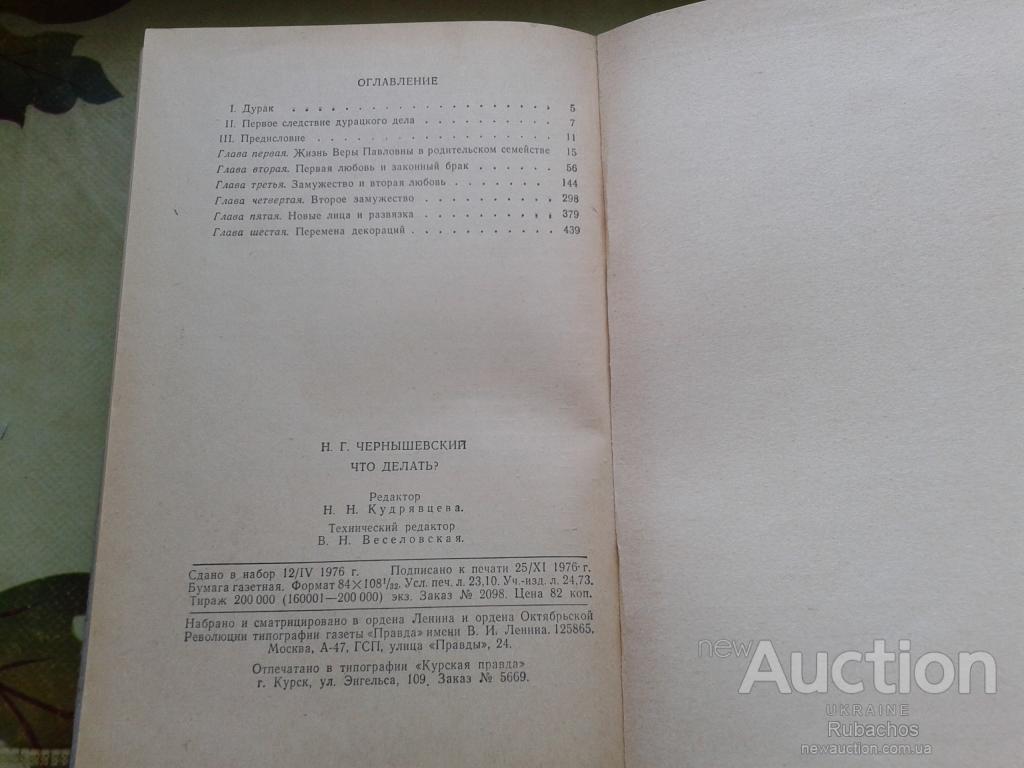 ОГЛАВЛЕНИЕ
I. Дурак . . . . . . . . . . . . . . . . . . . . 5
II. Первое следствие дурацкого дела . . . . . . . . . . 7
III. Предисловие . . . . . . . . . . . . . . . . . . 11
Глава первая. Жизнь Веры Павловны в родительском семействе 15
Глава вторая. Первая любовь и законный брак . . . . . . 56
Глава третья. Замужество и вторая любовь . . . . . . . 144
Глава четвертая. Второе замужество . . . . . . . . . . 298
Глава пятая. Новые лица и развязка . . . . . . . . . . 379
Глава шестая. Перемена декораций . . . . . . . . . . . 439
Н. Г. ЧЕРНЫШЕВСКИЙ
ЧТО ДЕЛАТЬ?
Редактор
Н. Н. Кудрявцева.
Технический редактор
В. Н. Веселовская.
Сдано в набор 12/IV 1976 г. Подписано к печати 25/XI 1976 г.
Бумага газетная. Формат 84×108 1/32. Усл. печ. л. 23,10. Уч.-изд. л. 24,73.
Тираж 200 000 (160001—200 000) экз. Заказ № 2098. Цена 82 коп.
Набрано и сматрицировано в ордена Ленина и ордена Октябрьской
Революции типографии газеты «Правда» имени В. И. Ленина. 125865,
Москва, А-47, ГСП, улица «Правды», 24.
Отпечатано в типографии «Курская правда»
г. Курск, ул. Энгельса, 109. Заказ № 5669.
newAuction
UKRAINE
Rubachos
newauction.com.ua